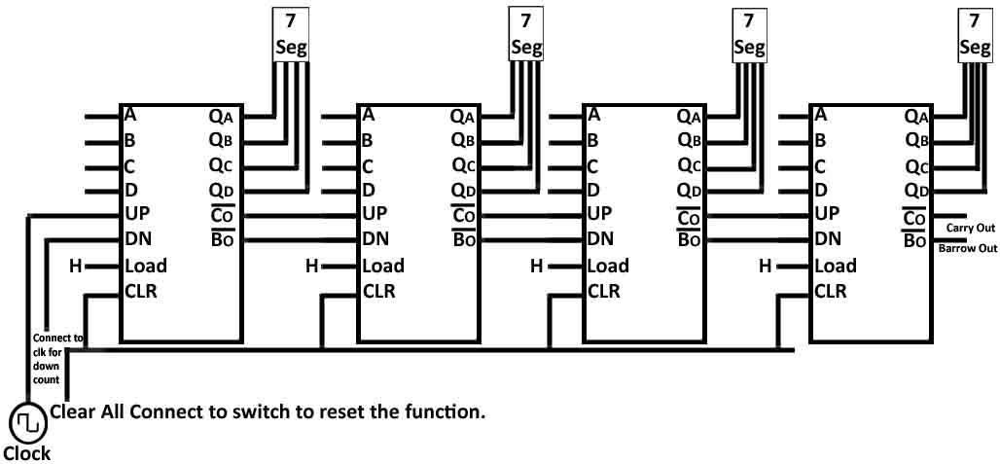 7
Seg
7
Seg
7
Seg
7
Seg
A QA
B QB
C QC
D QD
UP CO
DN BO
H Load
CLR
A QA
B QB
C QC
D QD
UP CO
DN BO
H Load
CLR
A QA
B QB
C QC
D QD
UP CO
DN BO
H Load
CLR
A QA
B QB
C QC
D QD
UP CO
DN BO
H Load
CLR
Carry Out
Barrow Out
Connect to
clk for
down
count
Clear All Connect to switch to reset the function.
Clock